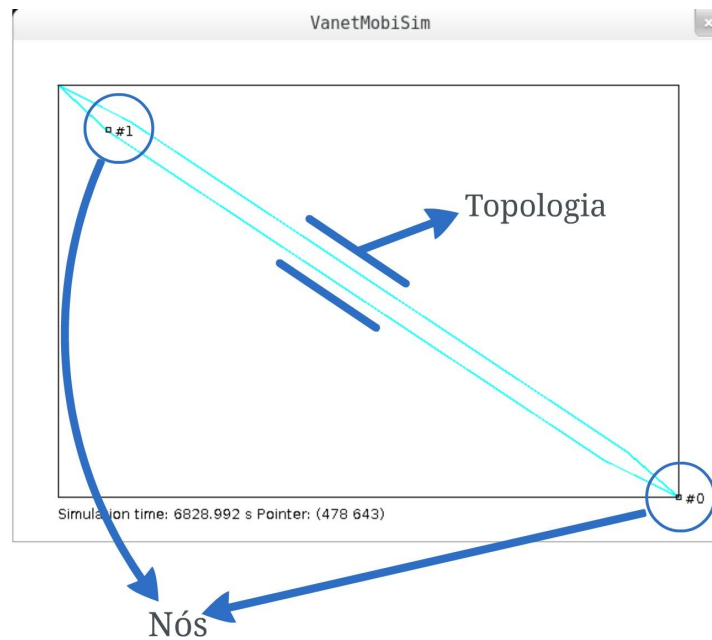 VanetMobiSim
#1
Topologia
#0
Simulation time: 6828.992 s Pointer: (478 643)
Nós